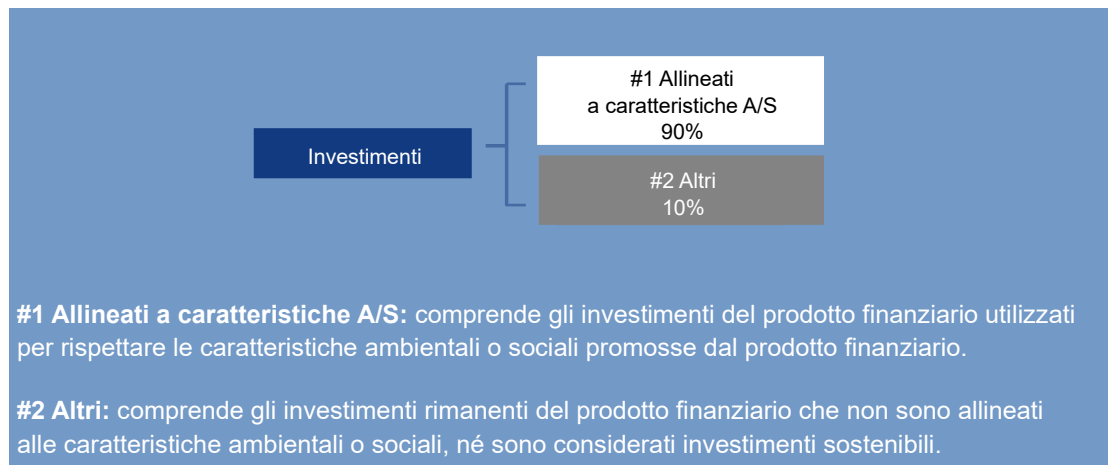 #1 Allineati
a caratteristiche A/S
90%
Investimenti
#2 Altri
10%
#1 Allineati a caratteristiche A/S: comprende gli investimenti del prodotto finanziario utilizzati
per rispettare le caratteristiche ambientali o sociali promosse dal prodotto finanziario.
#2 Altri: comprende gli investimenti rimanenti del prodotto finanziario che non sono allineati
alle caratteristiche ambientali o sociali, né sono considerati investimenti sostenibili.